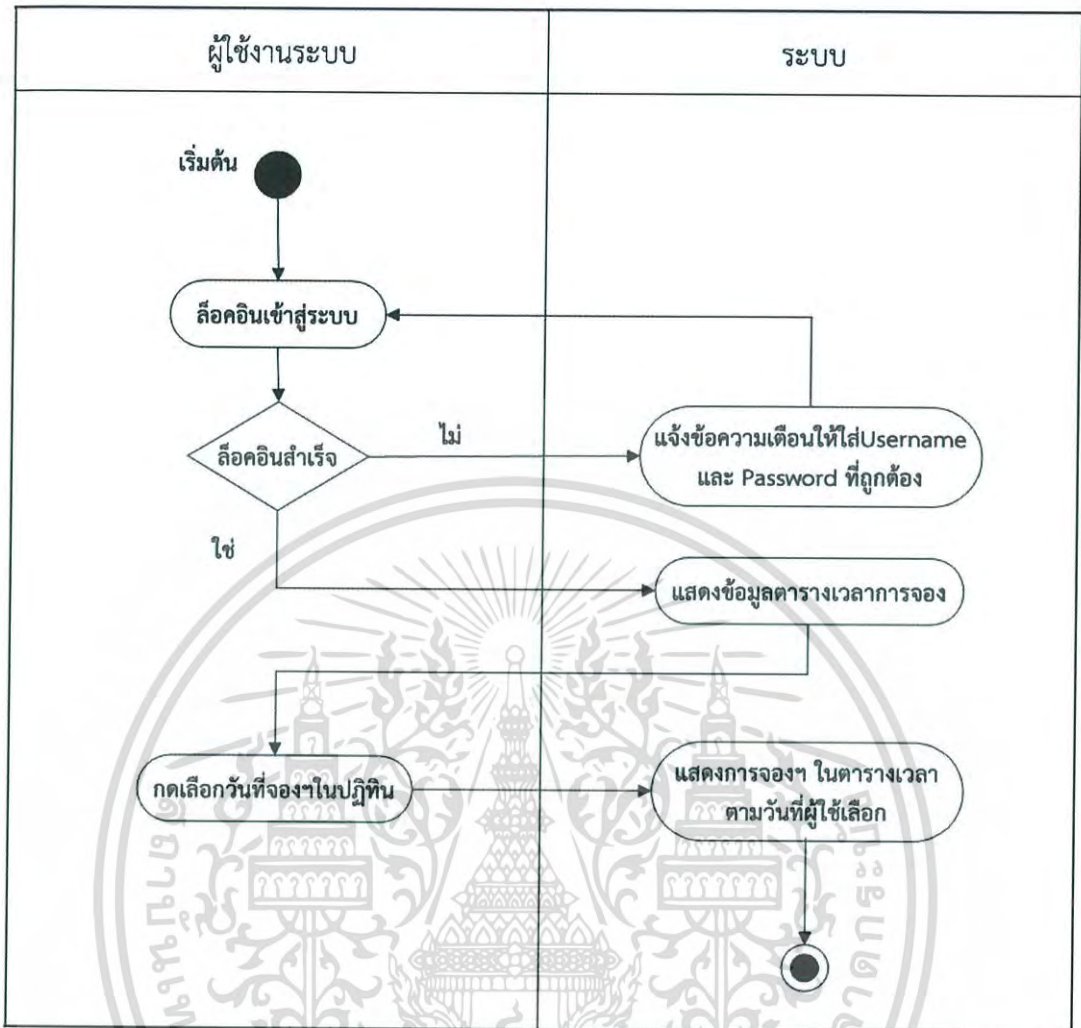 ผู้ใช้งานระบบ
ระบบ
เริ่มต้น
ล็อคอินเข้าสู่ระบบ
ล็อคอินสำเร็จ
ไม่
แจ้งข้อความเตือนให้ใส่Username
และ Password ที่ถูกต้อง
ใช่
แสดงข้อมูลตารางเวลาการจอง
กดเลือกวันที่จองฯในปฏิทิน
แสดงการจองฯ ในตารางเวลา
ตามวันที่ผู้ใช้เลือก